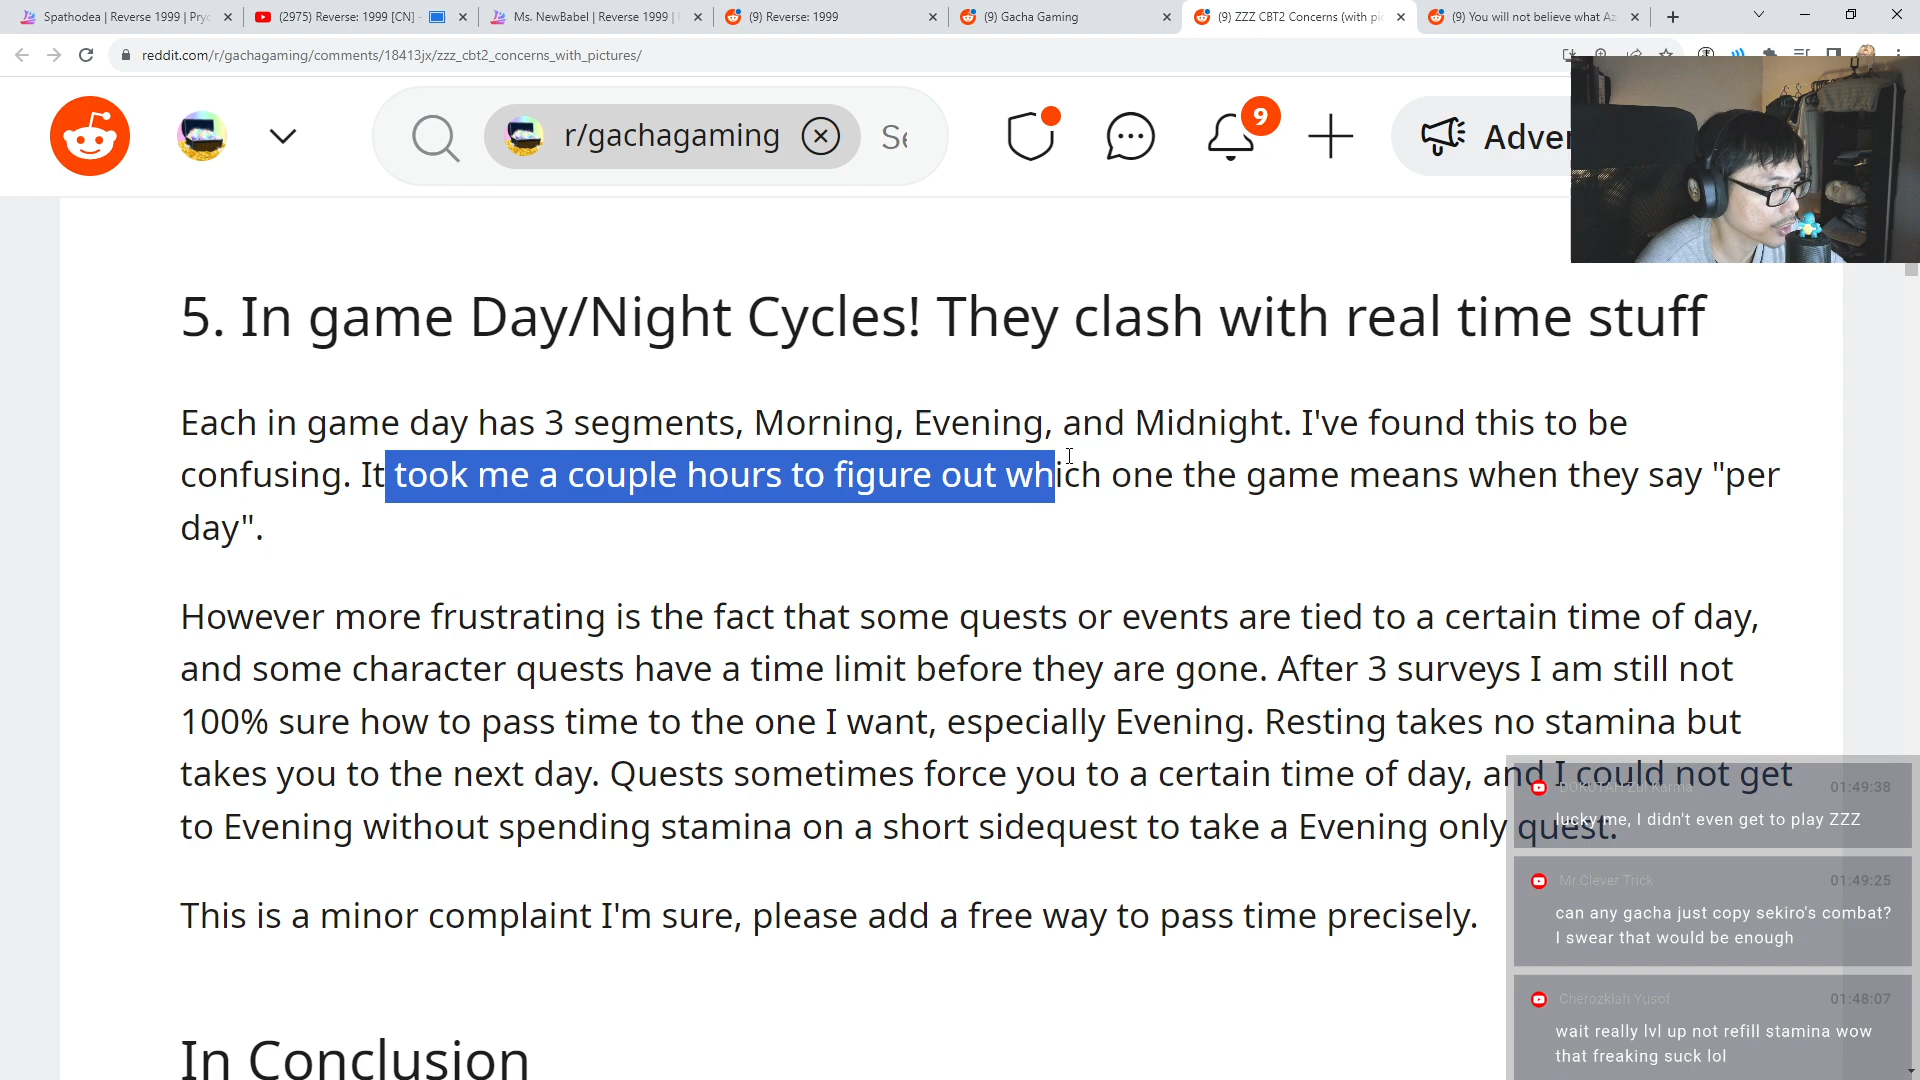 Spathodea | Reverse 1999 | Pryd
(2975) Reverse: 1999 [CN]
Ms. NewBabel | Reverse 1999 |
(9) Reverse: 1999
(9) Gacha Gaming
(9) ZZZ CBT2 Concerns (with pic
(9) You will not believe what Az
reddit.com/r/gachagaming/comments/18413jx/zzz_cbt2_concerns_with_pictures/
r/gachagaming
Se
9
Adver
5. In game Day/Night Cycles! They clash with real time stuff
Each in game day has 3 segments, Morning, Evening, and Midnight. I've found this to be
confusing. It took me a couple hours to figure out which one the game means when they say "per
day".
However more frustrating is the fact that some quests or events are tied to a certain time of day,
and some character quests have a time limit before they are gone. After 3 surveys I am still not
100% sure how to pass time to the one I want, especially Evening. Resting takes no stamina but
takes you to the next day. Quests sometimes force you to a certain time of day, and I could not get
to Evening without spending stamina on a short sidequest to take a Evening only quest.
This is a minor complaint I'm sure, please add a free way to pass time precisely.
In Conclusion
01:49:38
lucky me, I didn't even get to play ZZZ
Mr.Clever Trick 01:49:25
can any gacha just copy sekiro's combat?
I swear that would be enough
Cherozkiah Yusof 01:48:07
wait really lvl up not refill stamina wow
that freaking suck lol